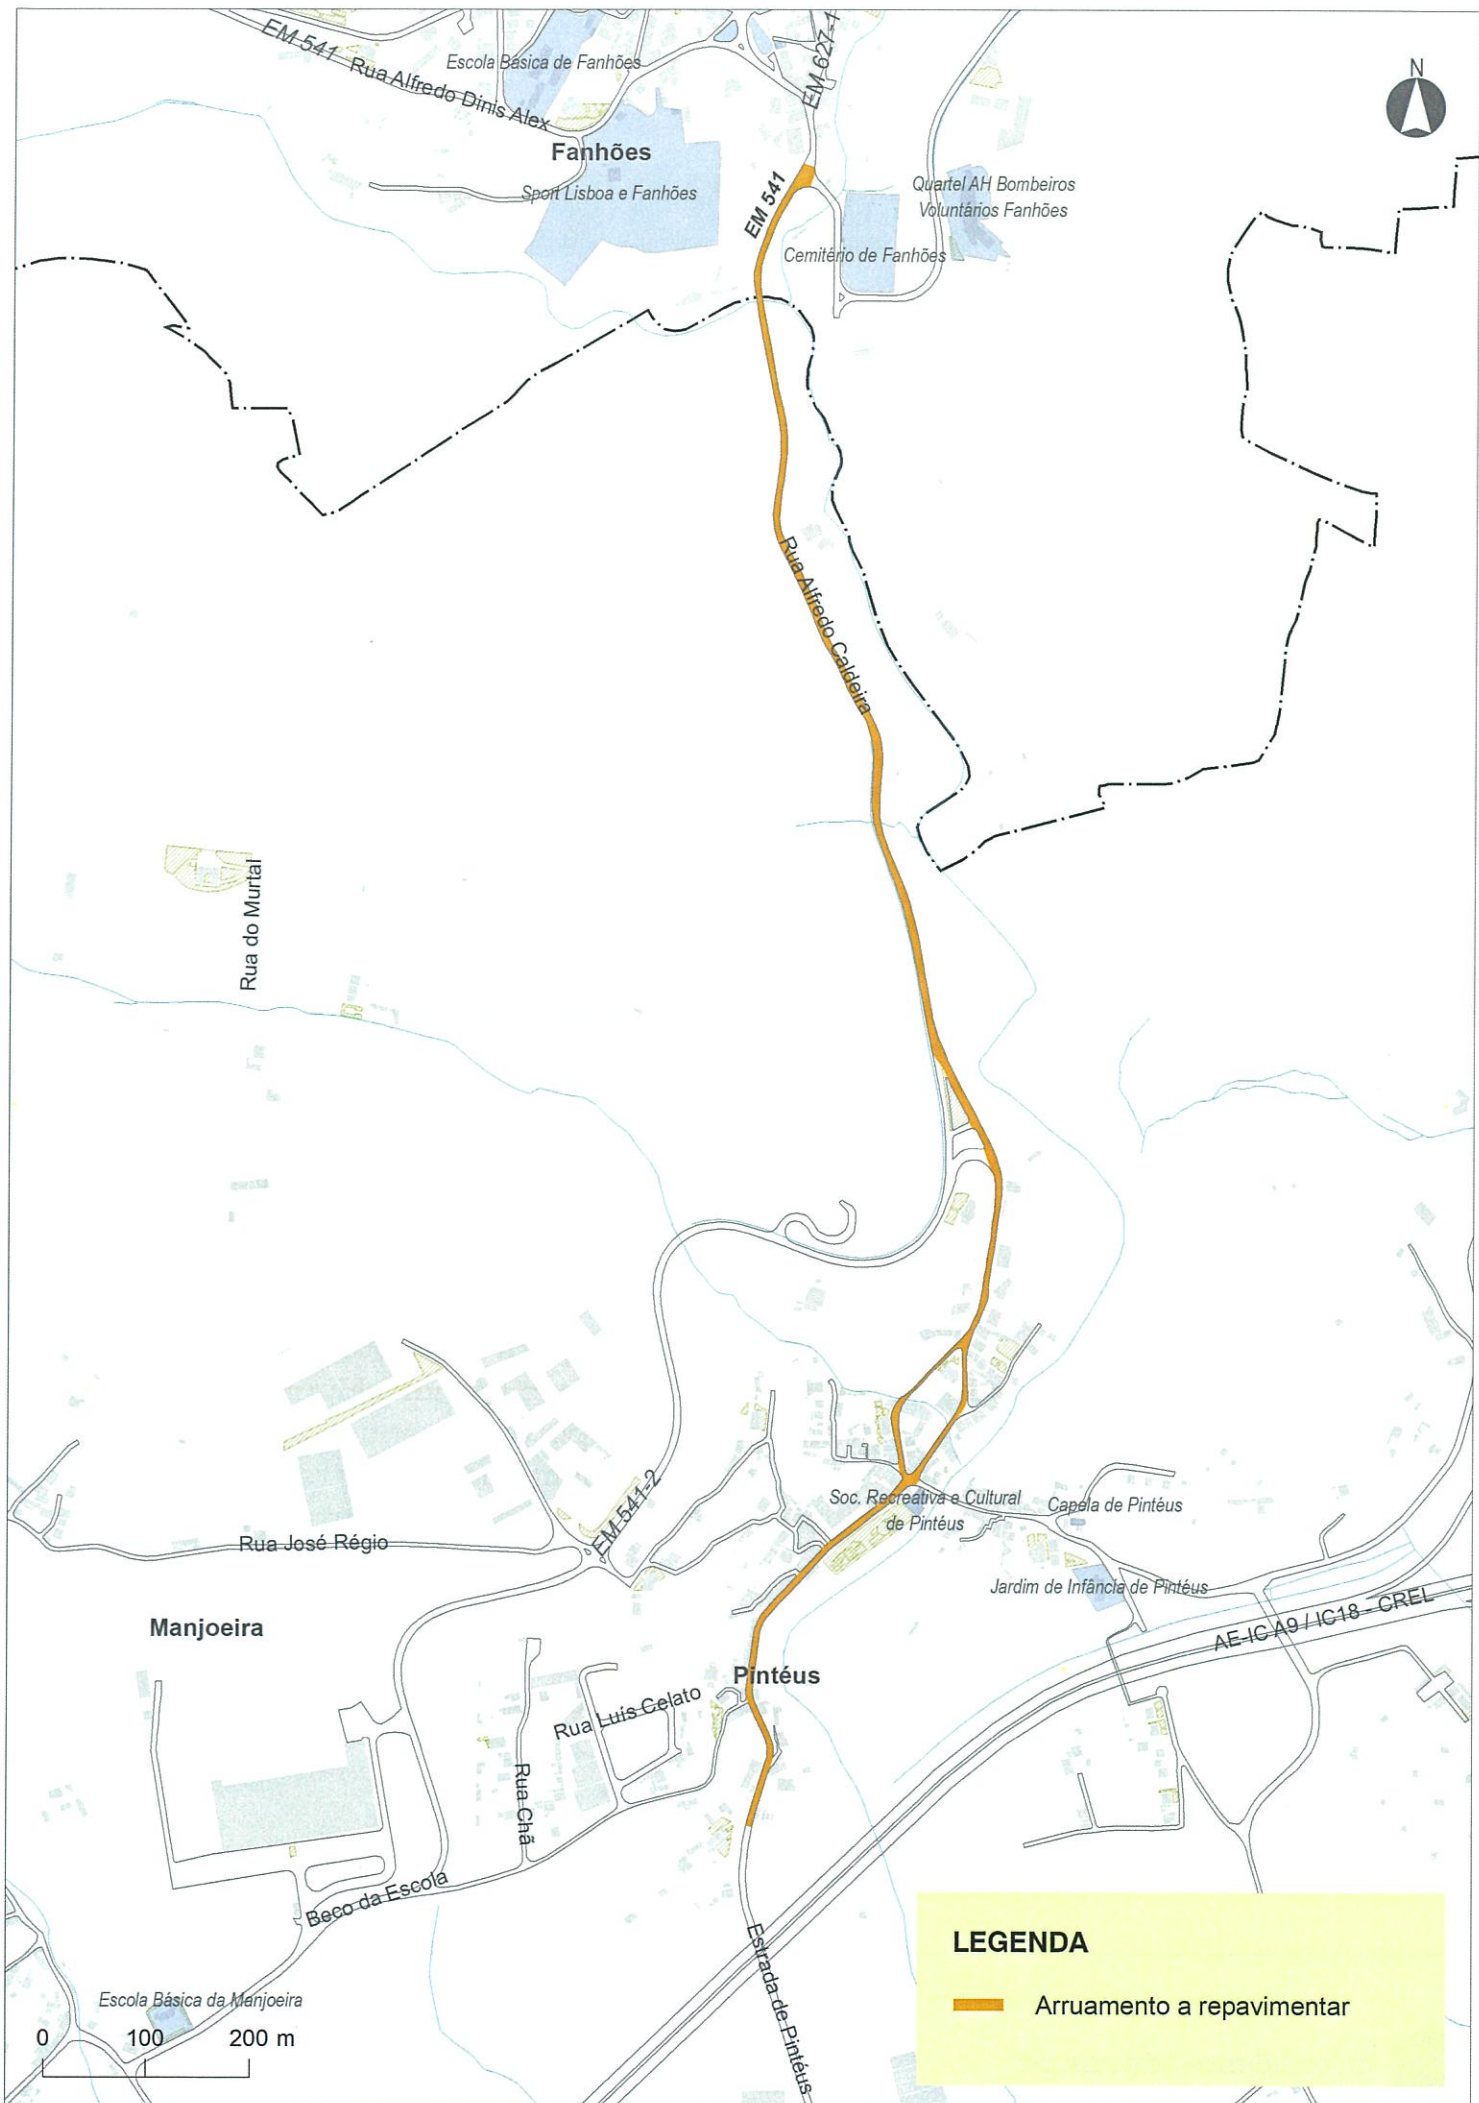 EM 541
Rua Alfredo Dinis Alex
Escola Básica de Fanhões
EM 627-1
N
Fanhões
Sport Lisboa e Fanhões
EM 541
Quartel AH Bombeiros
Voluntários Fanhões
Cemitério de Fanhões
Rua Alfredo Caldeira
Rua do Murtal
EM 541-2
Rua José Régio
Soc. Recreativa e Cultural
de Pintéus
Capela de Pintéus
Jardim de Infância de Pintéus
AE-IC A9 / IC18 - CREL
Manjoeira
Pintéus
Rua Luís Celato
Rua Chã
Beco da Escola
Estrada de Pintéus
Escola Básica da Manjoeira
0 100 200 m
LEGENDA
Arruamento a repavimentar